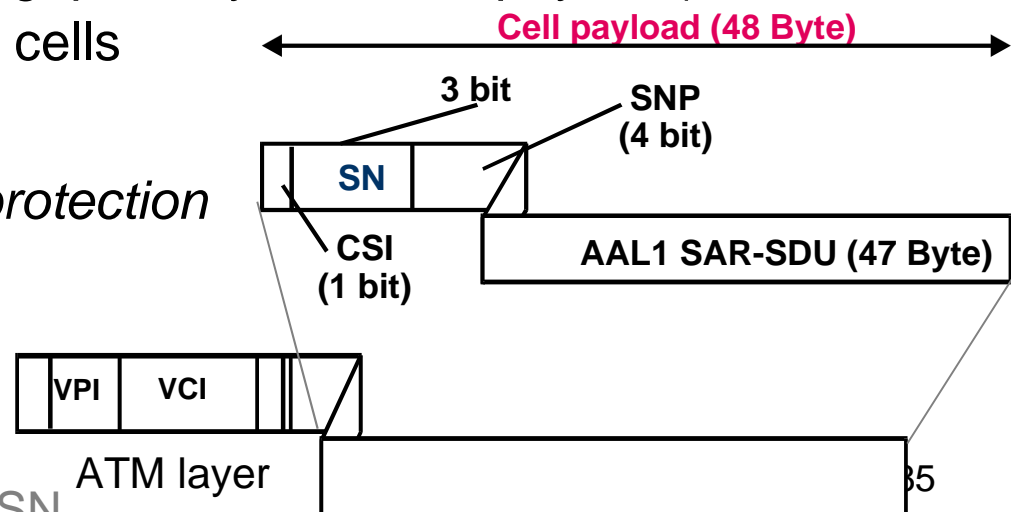 cells
Cell payload (48 Byte)
3 bit
SNP
(4 bit)
SN
protection
CSI
(1 bit)
AAL1 SAR-SDU (47 Byte)
VPI
VCI
ATM layer
35
SN